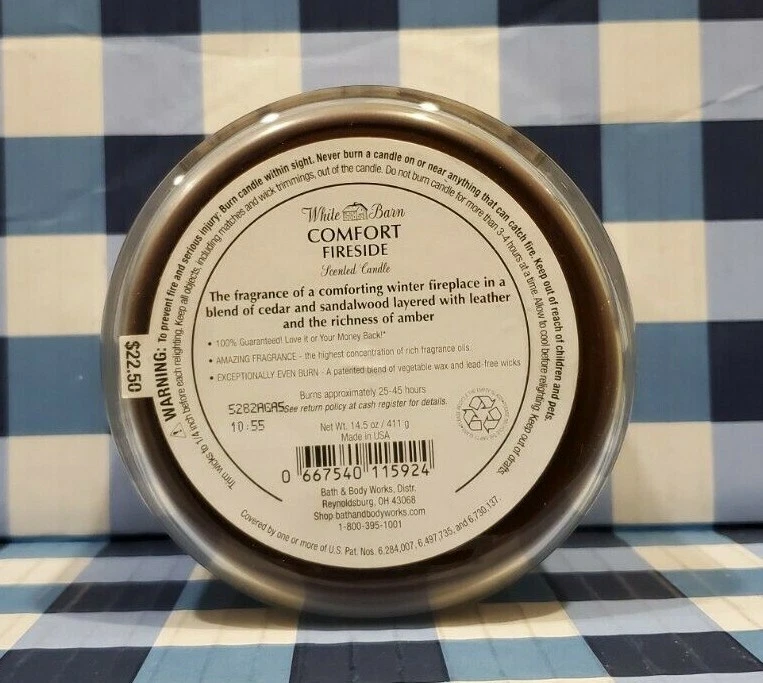 WARNING: To prevent fire and serious injury: Burn candle within sight. Never burn a candle on or near anything that can catch fire. Keep out of reach of children and pets.
Trim wicks to 1/4 inch before each relighting. Keep all objects, including matches and wick trimmings, out of the candle. Do not burn candle for more than 3-4 hours at a time. Allow to cool before relighting. Keep out of drafts.
$22.50
White Barn
COMFORT
FIRESIDE
Scented Candle
The fragrance of a comforting winter fireplace in a
blend of cedar and sandalwood layered with leather
and the richness of amber
• 100% Guaranteed! Love it or Your Money Back!*
• AMAZING FRAGRANCE - the highest concentration of rich fragrance oils.
• EXCEPTIONALLY EVEN BURN - A patented blend of vegetable wax and lead-free wicks
Burns approximately 25-45 hours
5282AGA5
*See return policy at cash register for details.
10:55
Net Wt. 14.5 oz / 411 g
Made in USA
0 667540 115924
Bath & Body Works, Distr.
Reynoldsburg, OH 43068
Shop bathandbodyworks.com
1-800-395-1001
Covered by one or more of U.S. Pat. Nos. 6,284,007, 6,497,735, and 6,730,137.